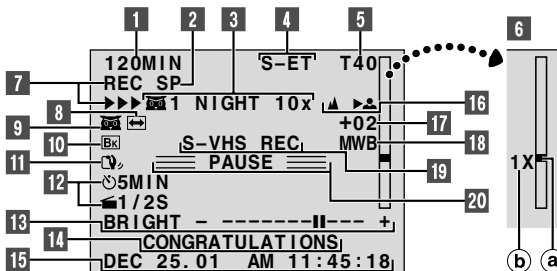 1 2 3 4 5 6
120MIN S-ET T40
7 REC SP
►►► 1 NIGHT 10x 16
8
9 +02 17
10 BK MWB 18
S-VHS REC 19
11 PAUSE 20
12 5MIN
1/2S 1X
13 BRIGHT - --------▮▮--- +
14 CONGRATULATIONS b a
15 DEC 25.01 AM 11:45:18